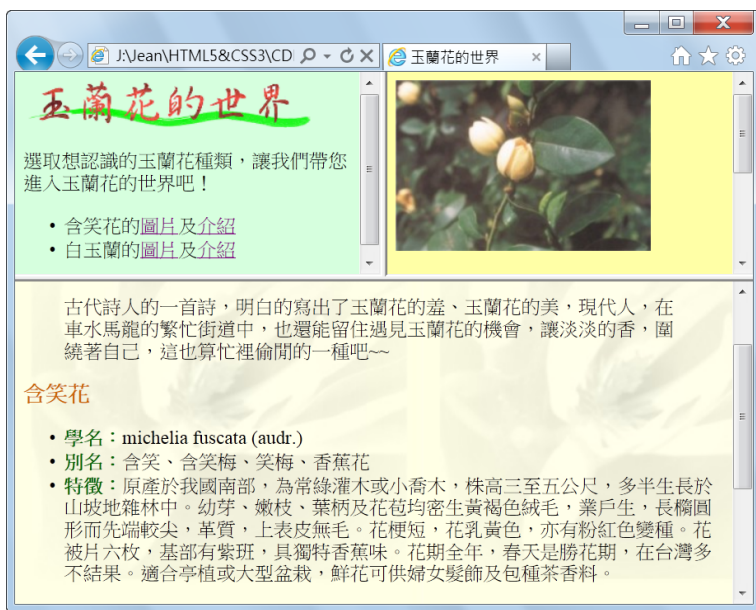 J:\Jean\HTML5&CSS3\CD
玉蘭花的世界
玉蘭花的世界
選取想認識的玉蘭花種類，讓我們帶您
進入玉蘭花的世界吧！
• 含笑花的圖片及介紹
• 白玉蘭的圖片及介紹
古代詩人的一首詩，明白的寫出了玉蘭花的羞、玉蘭花的美，現代人，在
車水馬龍的繁忙街道中，也還能留住遇見玉蘭花的機會，讓淡淡的香，圍
繞著自己，這也算忙裡偷閒的一種吧~~
含笑花
• 學名：michelia fuscata (audr.)
• 別名：含笑、含笑梅、笑梅、香蕉花
• 特徵：原產於我國南部，為常綠灌木或小喬木，株高三至五公尺，多半生長於
山坡地雜林中。幼芽、嫩枝、葉柄及花苞均密生黃褐色絨毛，業戶生，長橢圓
形而先端較尖，革質，上表皮無毛。花梗短，花乳黃色，亦有粉紅色變種。花
被片六枚，基部有紫班，具獨特香蕉味。花期全年，春天是勝花期，在台灣多
不結果。適合亭植或大型盆栽，鮮花可供婦女髮飾及包種茶香料。